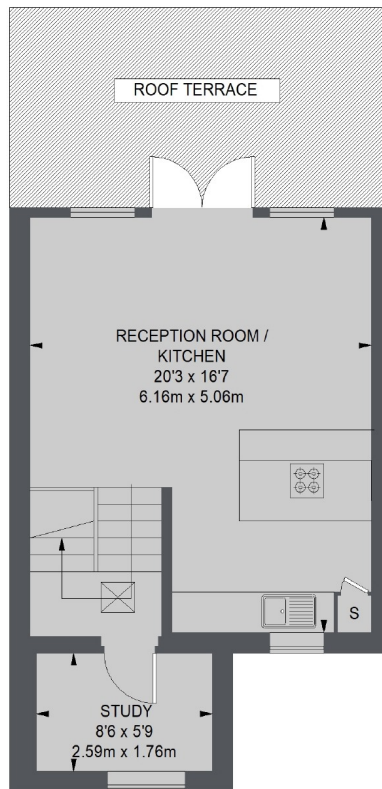 ROOF TERRACE
RECEPTION ROOM /
KITCHEN
20'3 x 16'7
6.16m x 5.06m
S
STUDY
8'6 x 5'9
2.59m x 1.76m